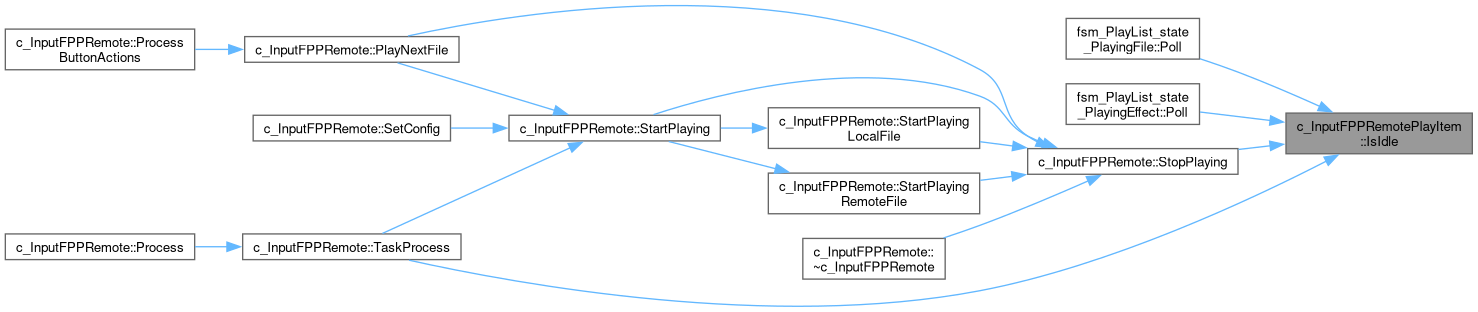 c_InputFPPRemote::Process
ButtonActions
c_InputFPPRemote::PlayNextFile
fsm_PlayList_state
_PlayingFile::Poll
fsm_PlayList_state
_PlayingEffect::Poll
c_InputFPPRemote::SetConfig
c_InputFPPRemote::StartPlaying
c_InputFPPRemote::StartPlaying
LocalFile
c_InputFPPRemotePlayItem
::IsIdle
c_InputFPPRemote::StopPlaying
c_InputFPPRemote::StartPlaying
RemoteFile
c_InputFPPRemote::Process
c_InputFPPRemote::TaskProcess
c_InputFPPRemote::
~c_InputFPPRemote